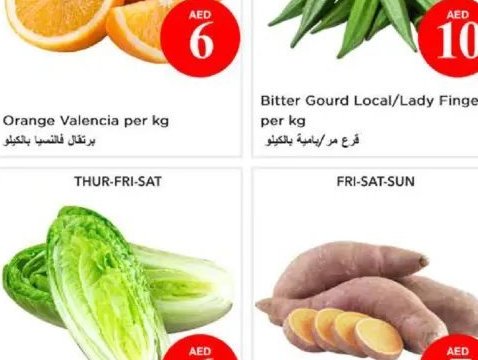 AED
6
AED
10
Orange Valencia per kg
برتقال فالنسيا بالكيلو
Bitter Gourd Local/Lady Finge
per kg
قرع مر/بامية بالكيلو
THUR-FRI-SAT
FRI-SAT-SUN
AED
AED